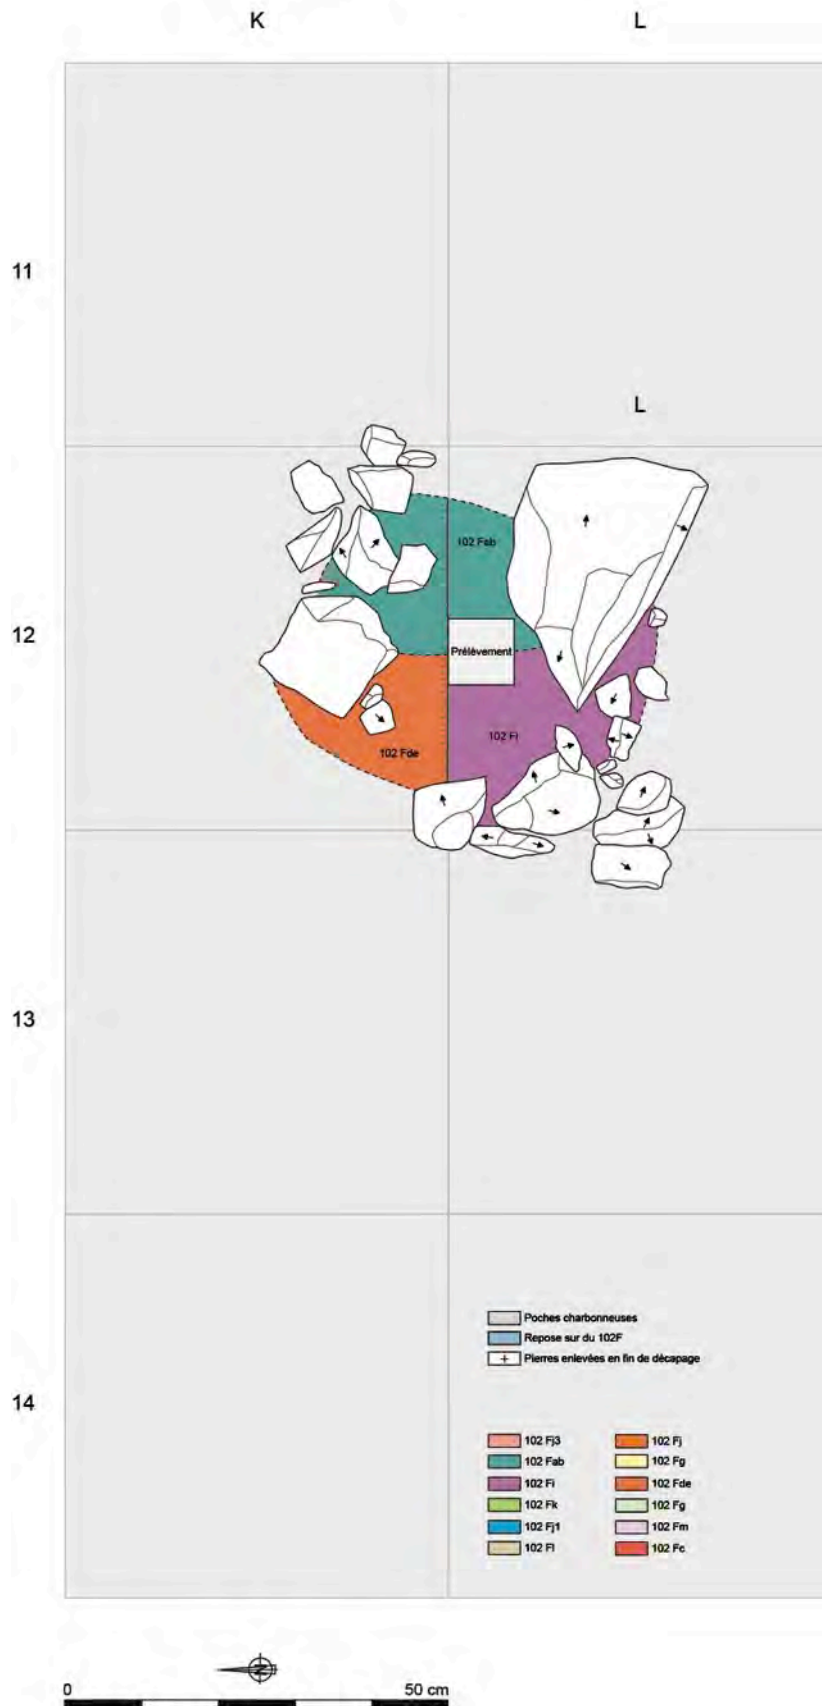 K L
11
L
102 Fab
12
Prélèvement
102 Fi
102 Fde
13
Poches charbonneuses
Repose sur du 102F
Pierres enlevées en fin de décapage
14
102 Fj3 102 Fj
102 Fab 102 Fg
102 Fi 102 Fde
102 Fk 102 Fg
102 Fj1 102 Fm
102 Fl 102 Fc
N
0 50 cm